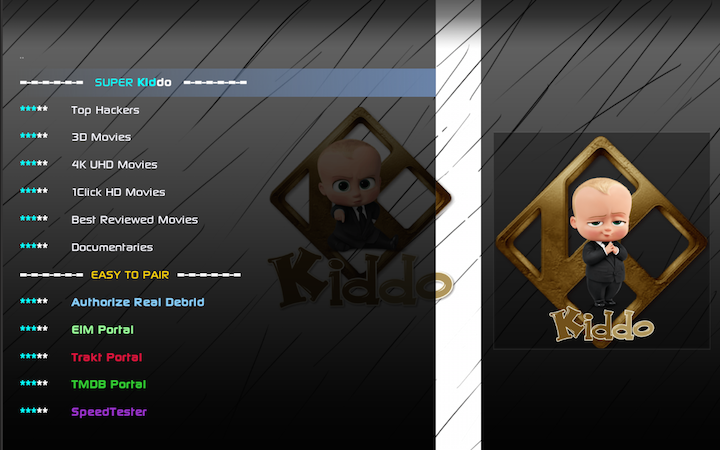 ..
------- SUPER Kiddo -------
***** Top Hackers
***** 3D Movies
***** 4K UHD Movies
***** 1Click HD Movies
***** Best Reviewed Movies
***** Documentaries
------- EASY TO PAIR -------
***** Authorize Real Debrid
***** EIM Portal
***** Trakt Portal
***** TMDB Portal
***** SpeedTester
Kiddo
Kiddo